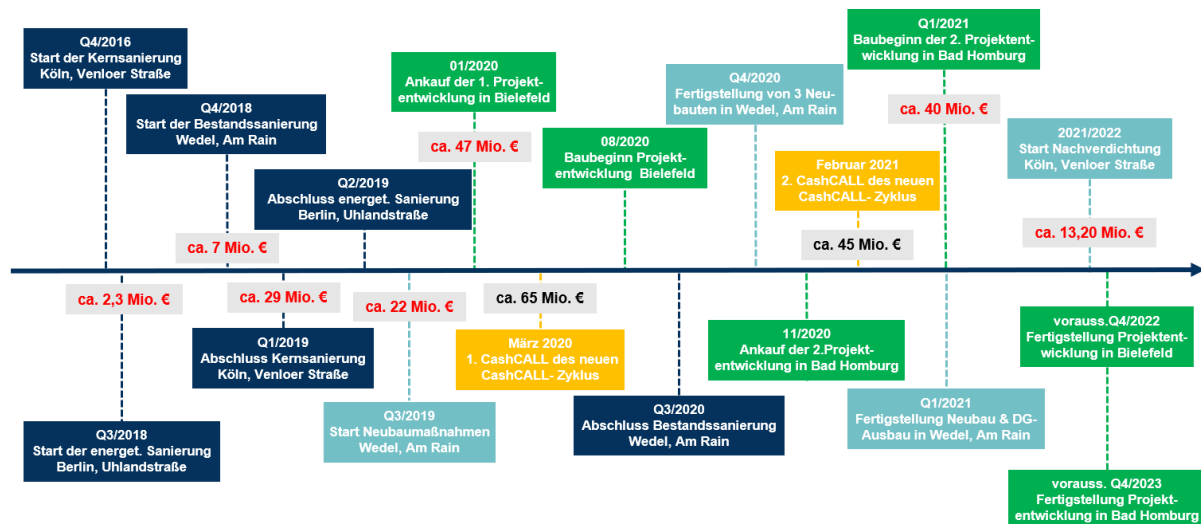 Q4/2016
Start der Kernsanierung
Köln, Venloer Straße
Q4/2018
Start der Bestandssanierung
Wedel, Am Rain
ca. 7 Mio. €
Q2/2019
Abschluss energet. Sanierung
Berlin, Uhlandstraße
01/2020
Ankauf der 1. Projekt-
entwicklung in Bielefeld
ca. 47 Mio. €
08/2020
Baubeginn Projekt-
entwicklung Bielefeld
Q4/2020
Fertigstellung von 3 Neu-
bauten in Wedel, Am Rain
Februar 2021
2. CashCALL des neuen
CashCALL- Zyklus
ca. 45 Mio. €
Q1/2021
Baubeginn der 2. Projektent-
wicklung in Bad Homburg
ca. 40 Mio. €
2021/2022
Start Nachverdichtung
Köln, Venloer Straße
ca. 13,20 Mio. €
ca. 2,3 Mio. €
Q3/2018
Start der energet. Sanierung
Berlin, Uhlandstraße
ca. 29 Mio. €
Q1/2019
Abschluss Kernsanierung
Köln, Venloer Straße
ca. 22 Mio. €
Q3/2019
Start Neubaumaßnahmen
Wedel, Am Rain
ca. 65 Mio. €
März 2020
1. CashCALL des neuen
CashCALL- Zyklus
Q3/2020
Abschluss Bestandssanierung
Wedel, Am Rain
11/2020
Ankauf der 2.Projekt-
entwicklung in Bad Homburg
Q1/2021
Fertigstellung Neubau & DG-
Ausbau in Wedel, Am Rain
vorauss.Q4/2022
Fertigstellung Projektent-
wicklung in Bielefeld
vorauss. Q4/2023
Fertigstellung Projekt-
entwicklung in Bad Homburg